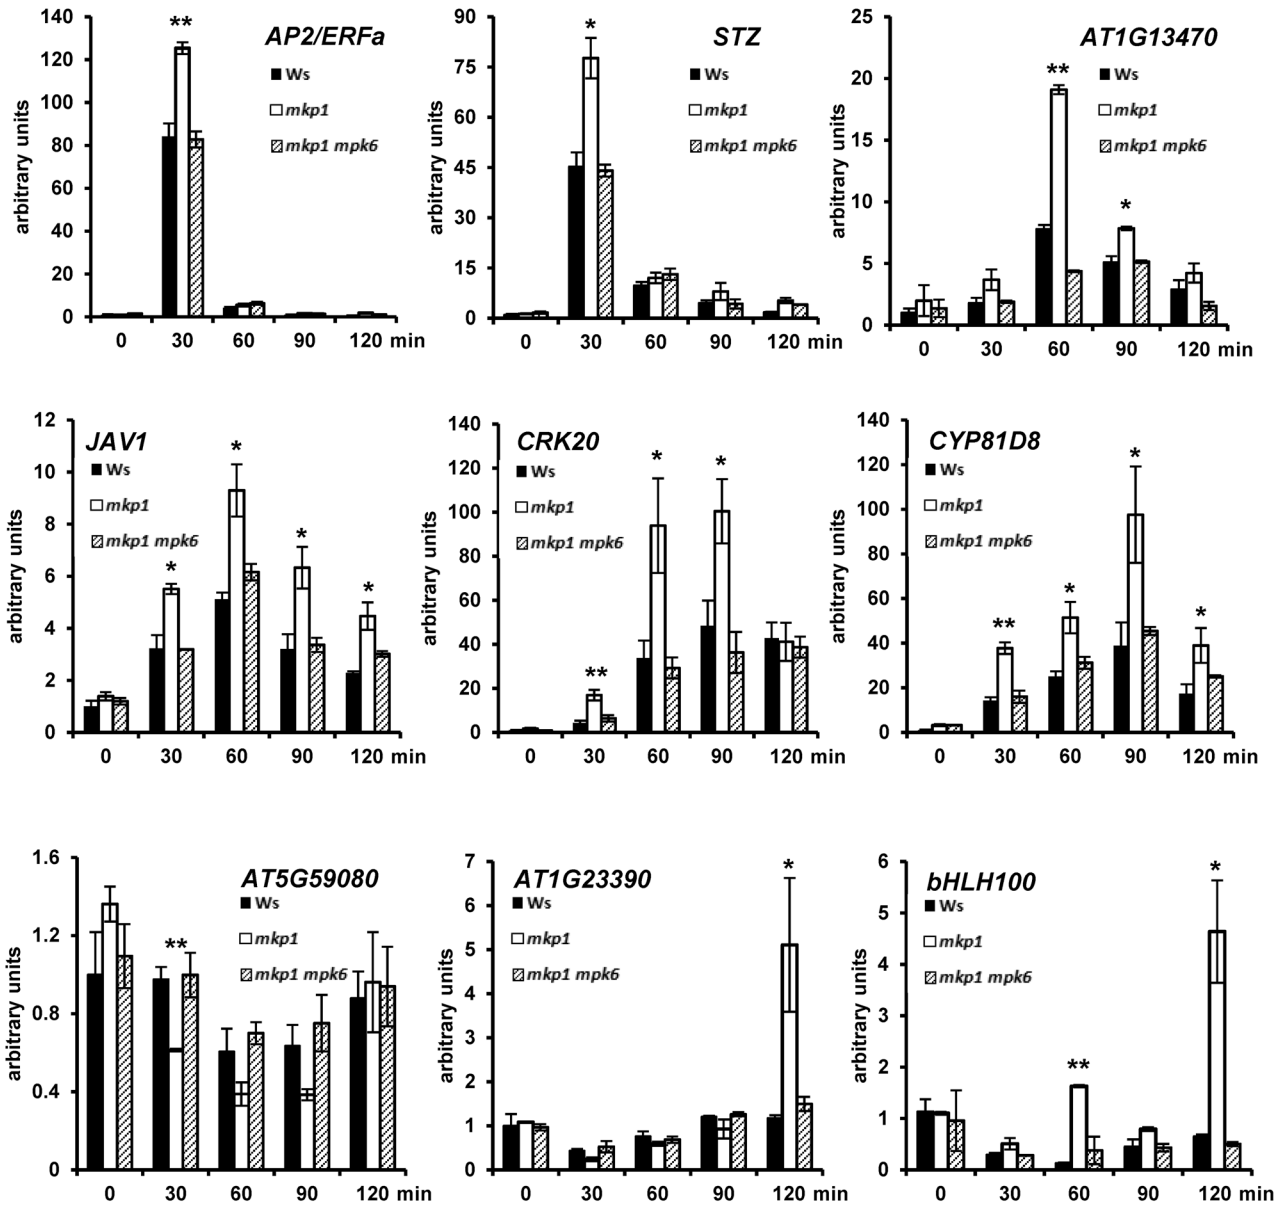 AP2/ERFa
arbitrary units
140
120
100
80
60
40
20
0
**
Ws
mkp1
mkp1 mpk6
0 30 60 90 120 min
STZ
arbitrary units
90
75
60
45
30
15
0
*
Ws
mkp1
mkp1 mpk6
0 30 60 90 120 min
AT1G13470
arbitrary units
25
20
15
10
5
0
**
*
Ws
mkp1
mkp1 mpk6
0 30 60 90 120 min
JAV1
arbitrary units
12
10
8
6
4
2
0
Ws
mkp1
mkp1 mpk6
* * * *
0 30 60 90 120 min
CRK20
arbitrary units
140
120
100
80
60
40
20
0
Ws
mkp1
mkp1 mpk6
** * *
0 30 60 90 120 min
CYP81D8
arbitrary units
140
120
100
80
60
40
20
0
Ws
mkp1
mkp1 mpk6
** * * *
0 30 60 90 120 min
AT5G59080
arbitrary units
1.6
1.2
0.8
0.4
0
**
Ws
mkp1
mkp1 mpk6
0 30 60 90 120 min
AT1G23390
arbitrary units
7
6
5
4
3
2
1
0
Ws
mkp1
mkp1 mpk6
*
0 30 60 90 120 min
bHLH100
arbitrary units
6
5
4
3
2
1
0
Ws
mkp1
mkp1 mpk6
** *
0 30 60 90 120 min